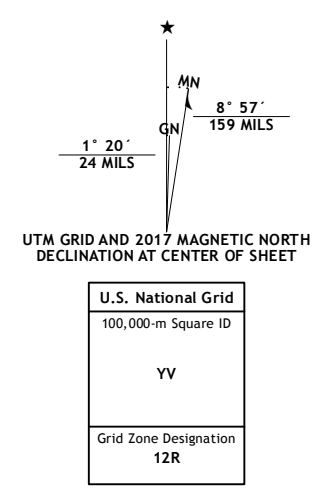 ★
MN
GN
8° 57´
159 MILS
1° 20´
24 MILS
UTM GRID AND 2017 MAGNETIC NORTH
DECLINATION AT CENTER OF SHEET
U.S. National Grid
100,000-m Square ID
YV
Grid Zone Designation
12R